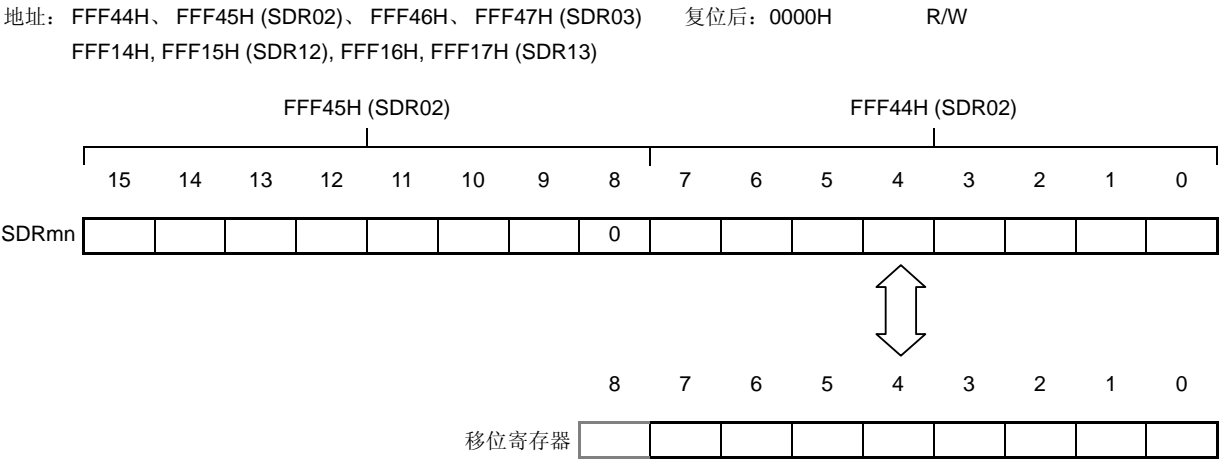 地址： FFF44H、 FFF45H (SDR02)、 FFF46H、 FFF47H (SDR03) 复位后：0000H R/W
FFF14H, FFF15H (SDR12), FFF16H, FFF17H (SDR13)
FFF45H (SDR02) FFF44H (SDR02)
15 14 13 12 11 10 9 8 7 6 5 4 3 2 1 0
SDRmn 0
8 7 6 5 4 3 2 1 0
移位寄存器